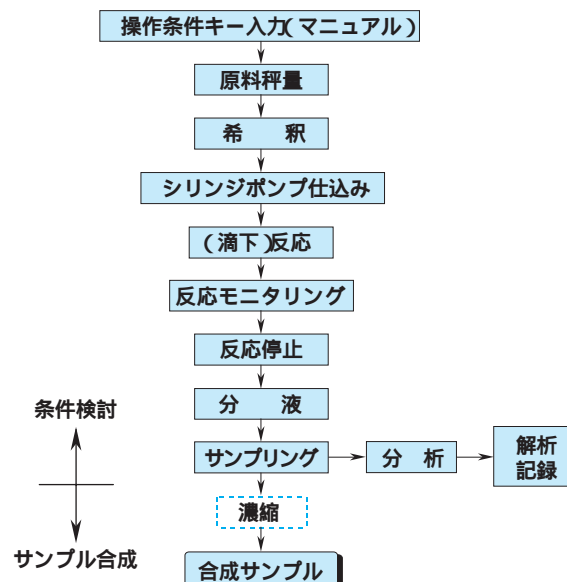 操作条件キー入力(マニュアル)
原料秤量
希　釈
シリンジポンプ仕込み
(滴下)反応
反応モニタリング
反応停止
分　液
条件検討
サンプリング
分 析
解析
記録
濃縮
サンプル合成
合成サンプル